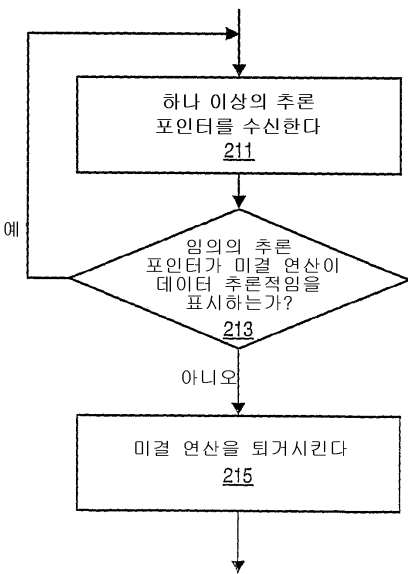 하나 이상의 추론
포인터를 수신한다
211
예
임의의 추론
포인터가 미결 연산이
데이터 추론적임을
표시하는가?
213
아니오
미결 연산을 퇴거시킨다
215